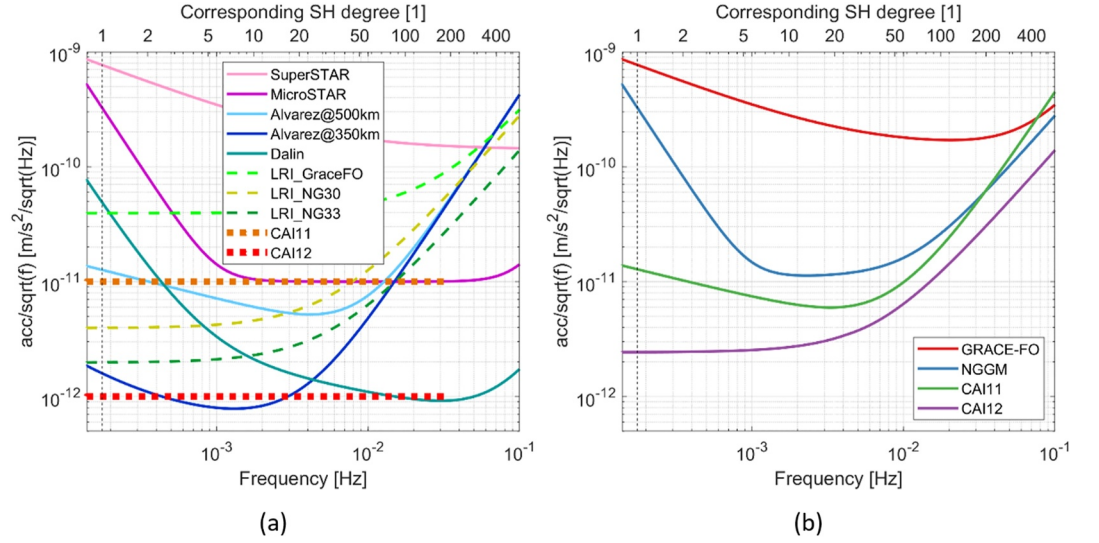 Corresponding SH degree [1]
1 2 5 10 20 50 100 200 400
10^-9
10^-10
10^-11
10^-12
acc/sqrt(f) [m/s^2/sqrt(Hz)]
SuperSTAR
MicroSTAR
Alvarez@500km
Alvarez@350km
Dalin
LRI_GraceFO
LRI_NG30
LRI_NG33
CAI11
CAI12
10^-3 10^-2 10^-1
Frequency [Hz]
(a)
Corresponding SH degree [1]
1 2 5 10 20 50 100 200 400
10^-9
10^-10
10^-11
10^-12
acc/sqrt(f) [m/s^2/sqrt(Hz)]
GRACE-FO
NGGM
CAI11
CAI12
10^-3 10^-2 10^-1
Frequency [Hz]
(b)